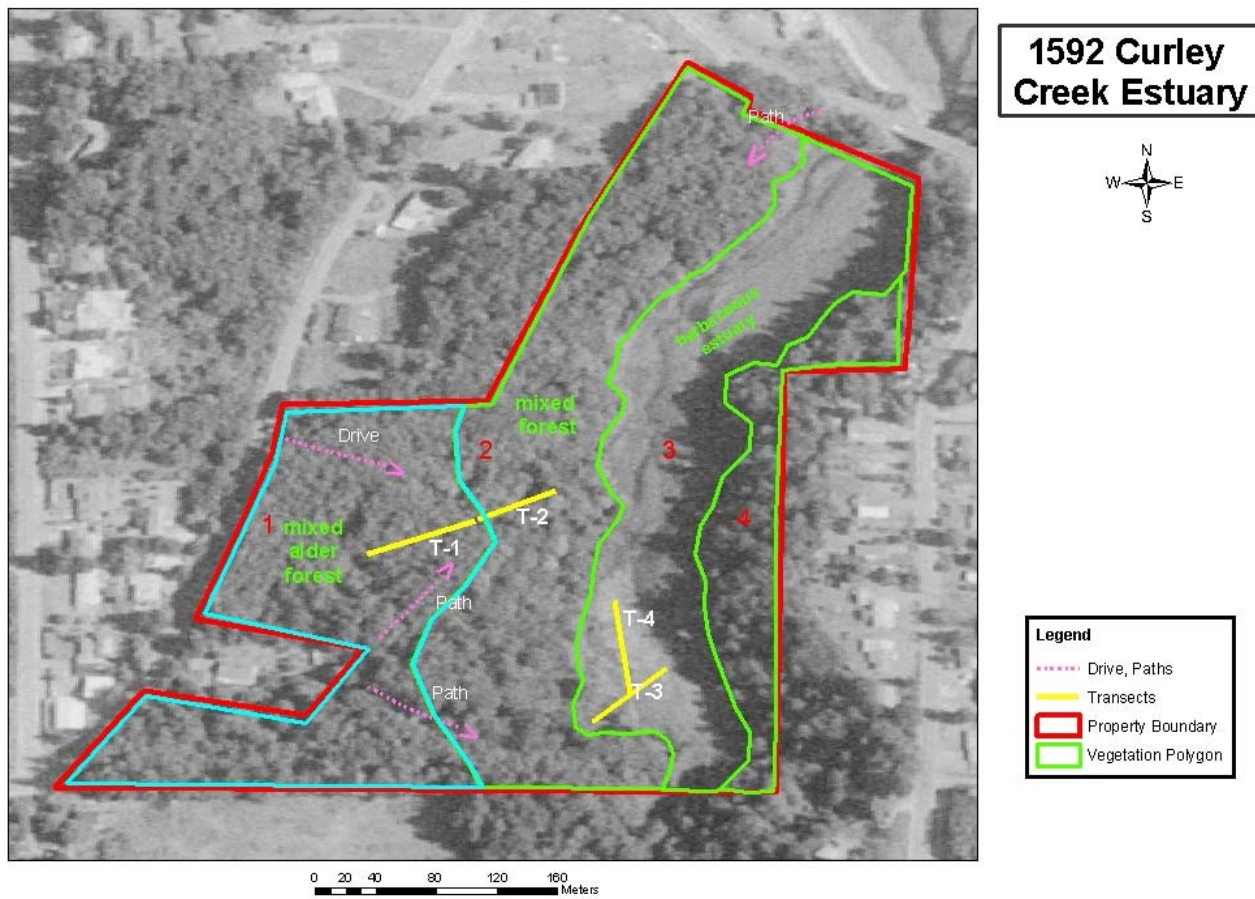 1592 Curley
Creek Estuary
N
W E
S
Path
herbaceous
estuary
mixed
forest
Drive
2
3
1
mixed
alder
forest
T-1
T-2
4
Path
T-4
Path
T-3
Legend
Drive, Paths
Transects
Property Boundary
Vegetation Polygon
0 20 40 80 120 160
Meters